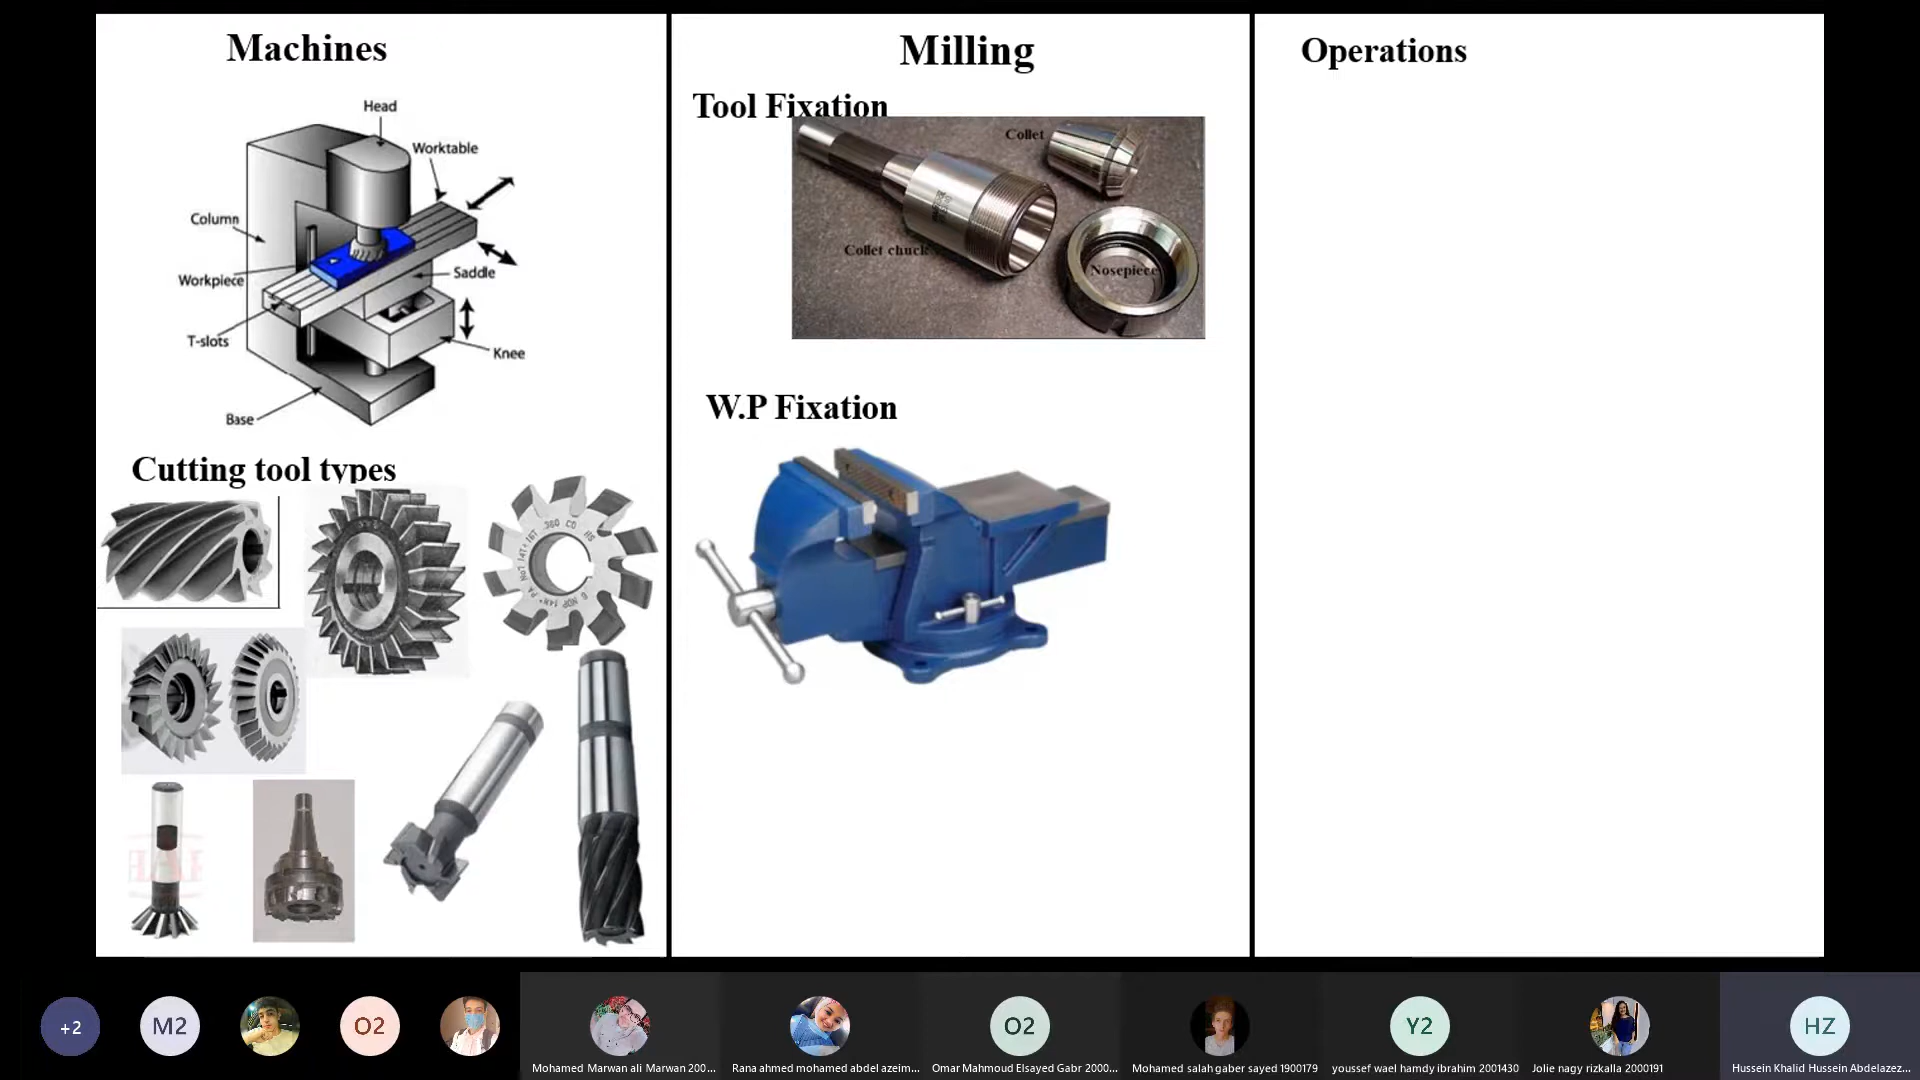 Machines
Head
Worktable
Column
Workpiece
Saddle
T-slots
Knee
Base
Cutting tool types
Milling
Tool Fixation
Collet
Collet chuck
Nosepiece
W.P Fixation
Operations
+2
M2
O2
O2
Y2
HZ
Mohamed Marwan ali Marwan 200...
Rana ahmed mohamed abdel azeim...
Omar Mahmoud Elsayed Gabr 2000...
Mohamed salah gaber sayed 1900179
youssef wael hamdy ibrahim 2001430
Jolie nagy rizkalla 2000191
Hussein Khalid Hussein Abdelazez...